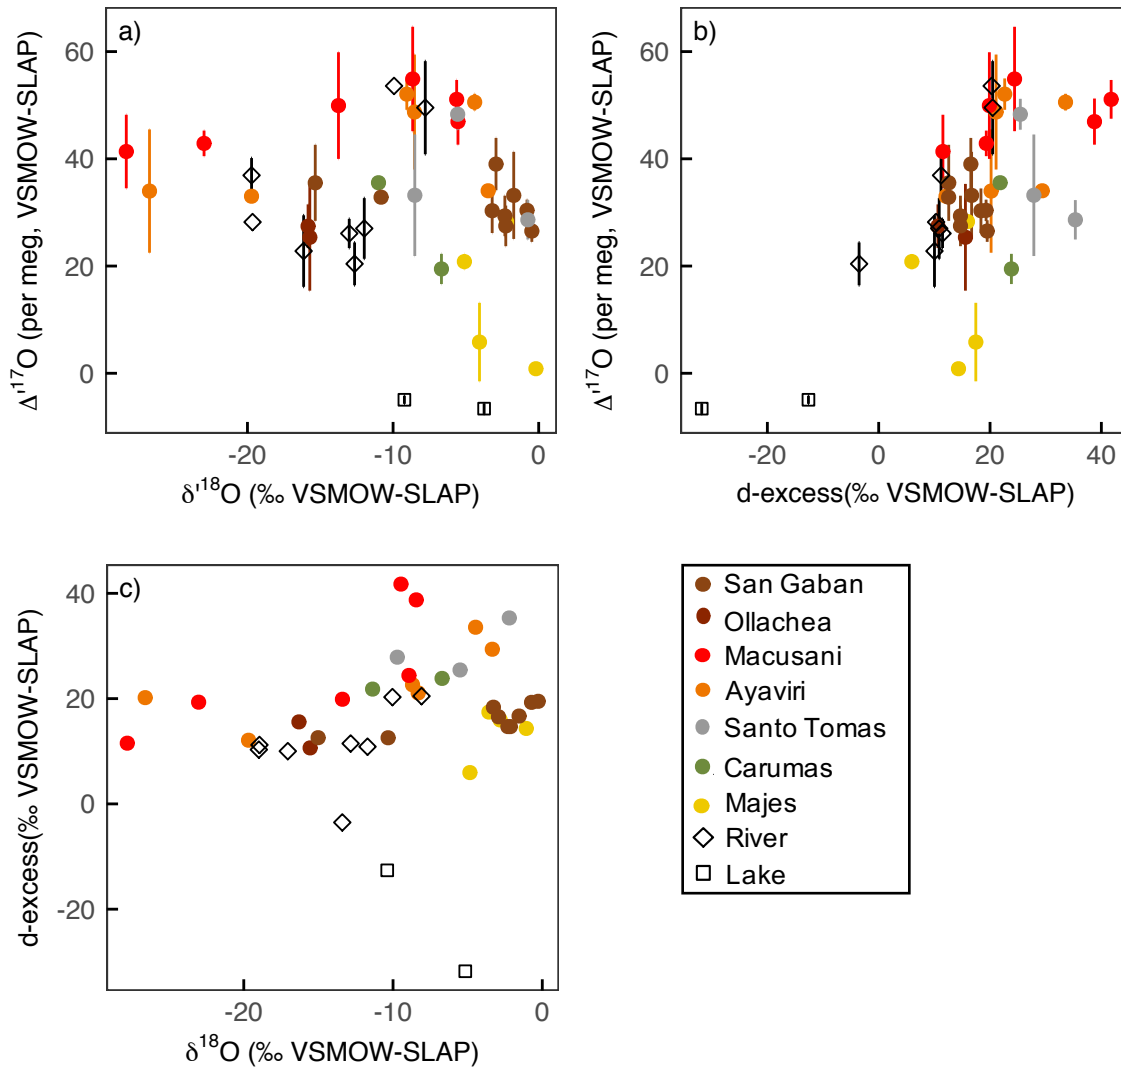 a)
60
40
20
0
Δ'¹⁷O (per meg, VSMOW-SLAP)
-20
-10
0
δ'¹⁸O (‰ VSMOW-SLAP)
b)
60
40
20
0
Δ'¹⁷O (per meg, VSMOW-SLAP)
-20
0
20
40
d-excess(‰ VSMOW-SLAP)
c)
40
20
0
-20
d-excess(‰ VSMOW-SLAP)
-20
-10
0
δ¹⁸O (‰ VSMOW-SLAP)
San Gaban
Ollachea
Macusani
Ayaviri
Santo Tomas
Carumas
Majes
River
Lake